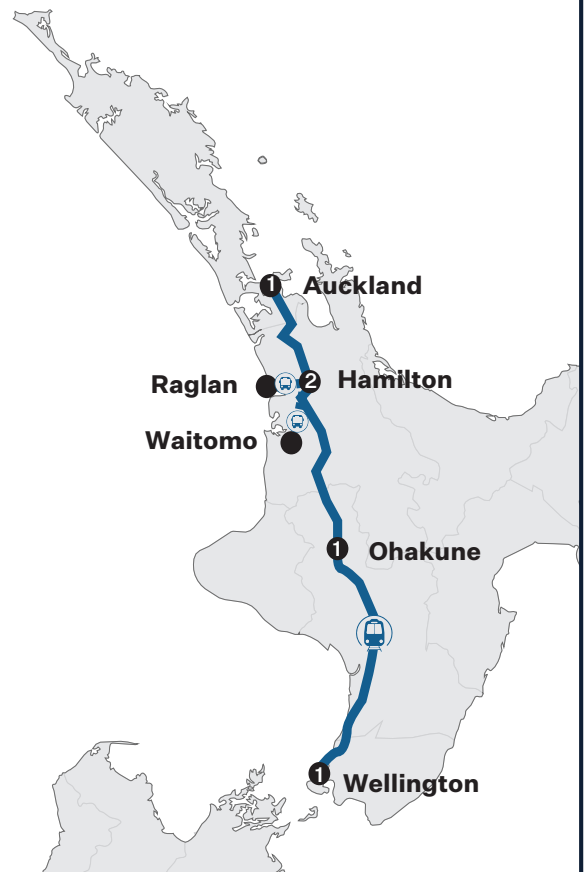 1 Auckland
Raglan 2 Hamilton
Waitomo
1 Ohakune
1 Wellington